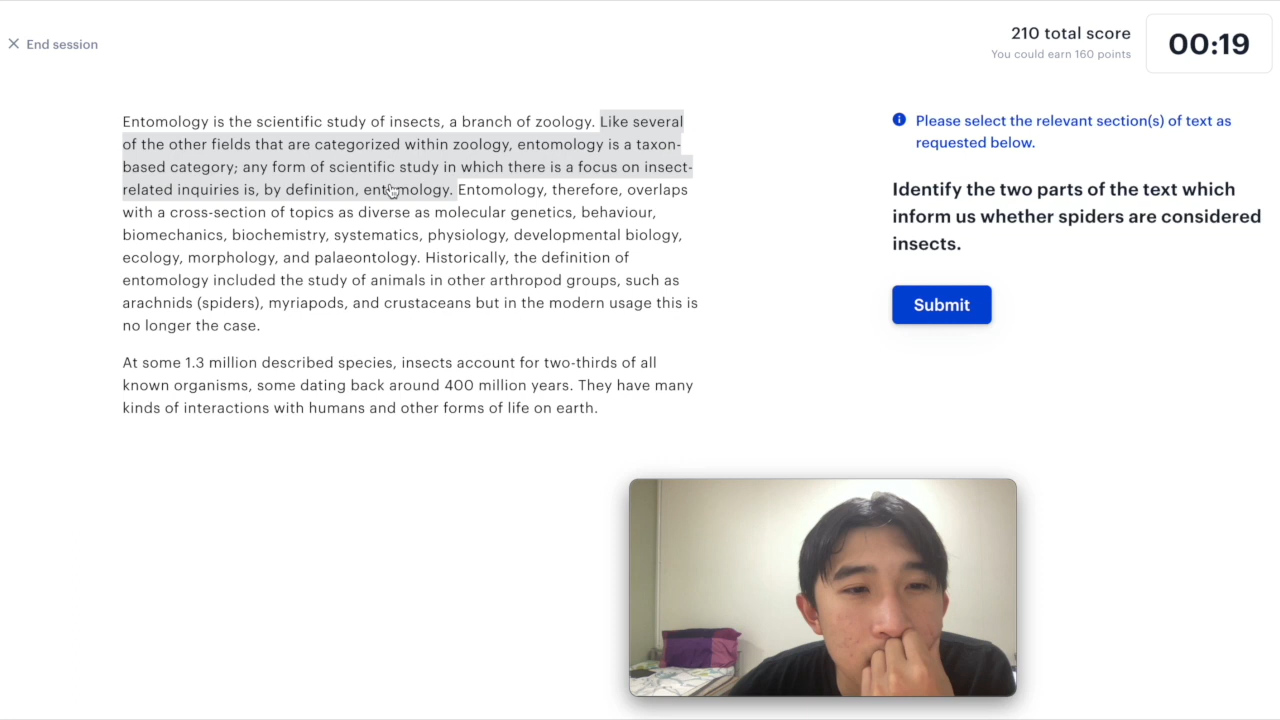 End session
210 total score
You could earn 160 points
00:19
Entomology is the scientific study of insects, a branch of zoology. Like several
of the other fields that are categorized within zoology, entomology is a taxon-
based category; any form of scientific study in which there is a focus on insect-
related inquiries is, by definition, entomology. Entomology, therefore, overlaps
with a cross-section of topics as diverse as molecular genetics, behaviour,
biomechanics, biochemistry, systematics, physiology, developmental biology,
ecology, morphology, and palaeontology. Historically, the definition of
entomology included the study of animals in other arthropod groups, such as
arachnids (spiders), myriapods, and crustaceans but in the modern usage this is
no longer the case.
At some 1.3 million described species, insects account for two-thirds of all
known organisms, some dating back around 400 million years. They have many
kinds of interactions with humans and other forms of life on earth.
Please select the relevant section(s) of text as
requested below.
Identify the two parts of the text which
inform us whether spiders are considered
insects.
Submit